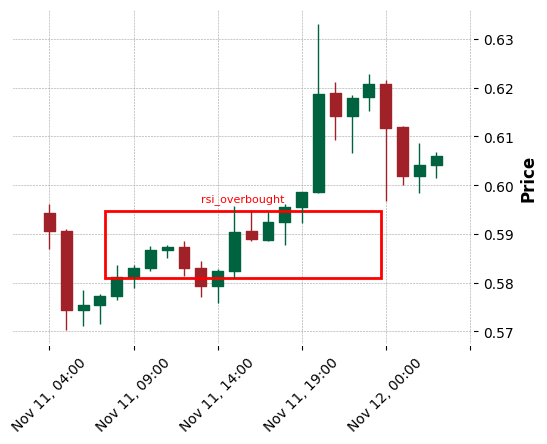 0.63
0.62
0.61
0.60
0.59
0.58
0.57
Price
rsi_overbought
Nov 11, 04:00
Nov 11, 09:00
Nov 11, 14:00
Nov 11, 19:00
Nov 12, 00:00